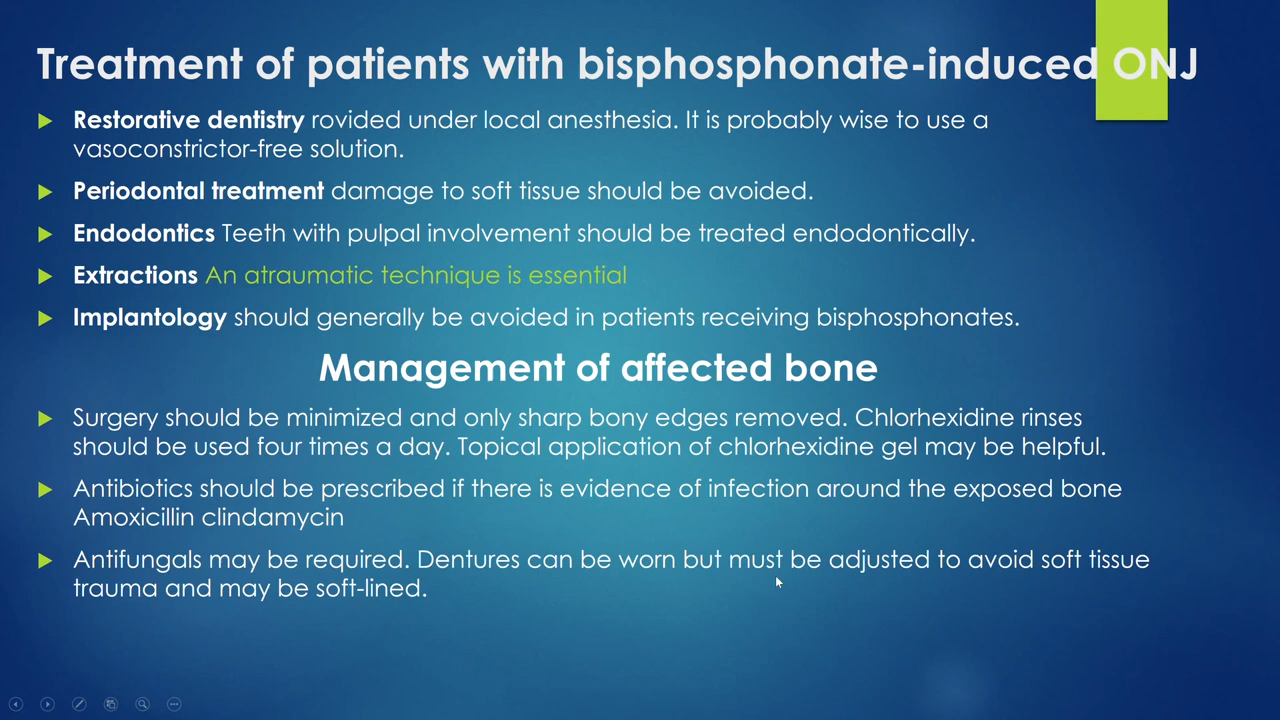 Treatment of patients with bisphosphonate-induced ONJ
Restorative dentistry rovided under local anesthesia. It is probably wise to use a
vasoconstrictor-free solution.
Periodontal treatment damage to soft tissue should be avoided.
Endodontics Teeth with pulpal involvement should be treated endodontically.
Extractions An atraumatic technique is essential
Implantology should generally be avoided in patients receiving bisphosphonates.
Management of affected bone
Surgery should be minimized and only sharp bony edges removed. Chlorhexidine rinses
should be used four times a day. Topical application of chlorhexidine gel may be helpful.
Antibiotics should be prescribed if there is evidence of infection around the exposed bone
Amoxicillin clindamycin
Antifungals may be required. Dentures can be worn but must be adjusted to avoid soft tissue
trauma and may be soft-lined.